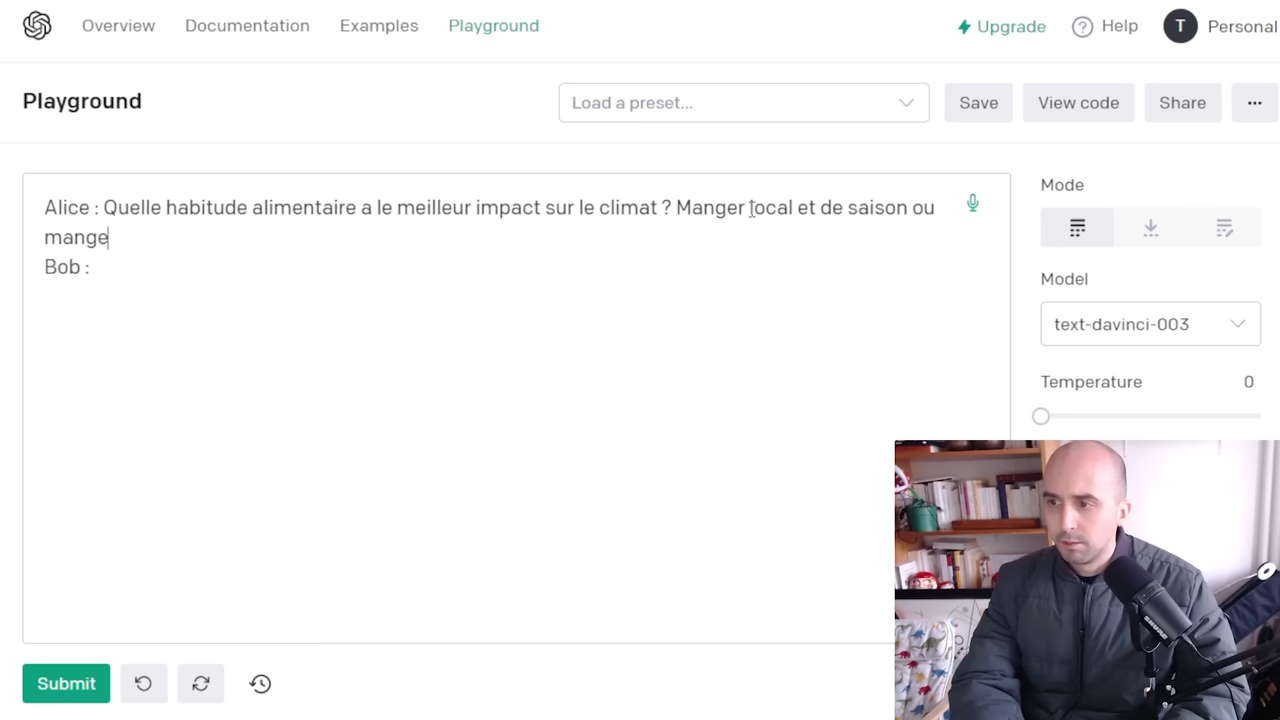 Overview Documentation Examples Playground Upgrade Help T Personal
Playground
Load a preset... Save View code Share ...
Alice : Quelle habitude alimentaire a le meilleur impact sur le climat ? Manger local et de saison ou
mange
Bob :
Mode
Model
text-davinci-003
Temperature 0
Submit
SHURE